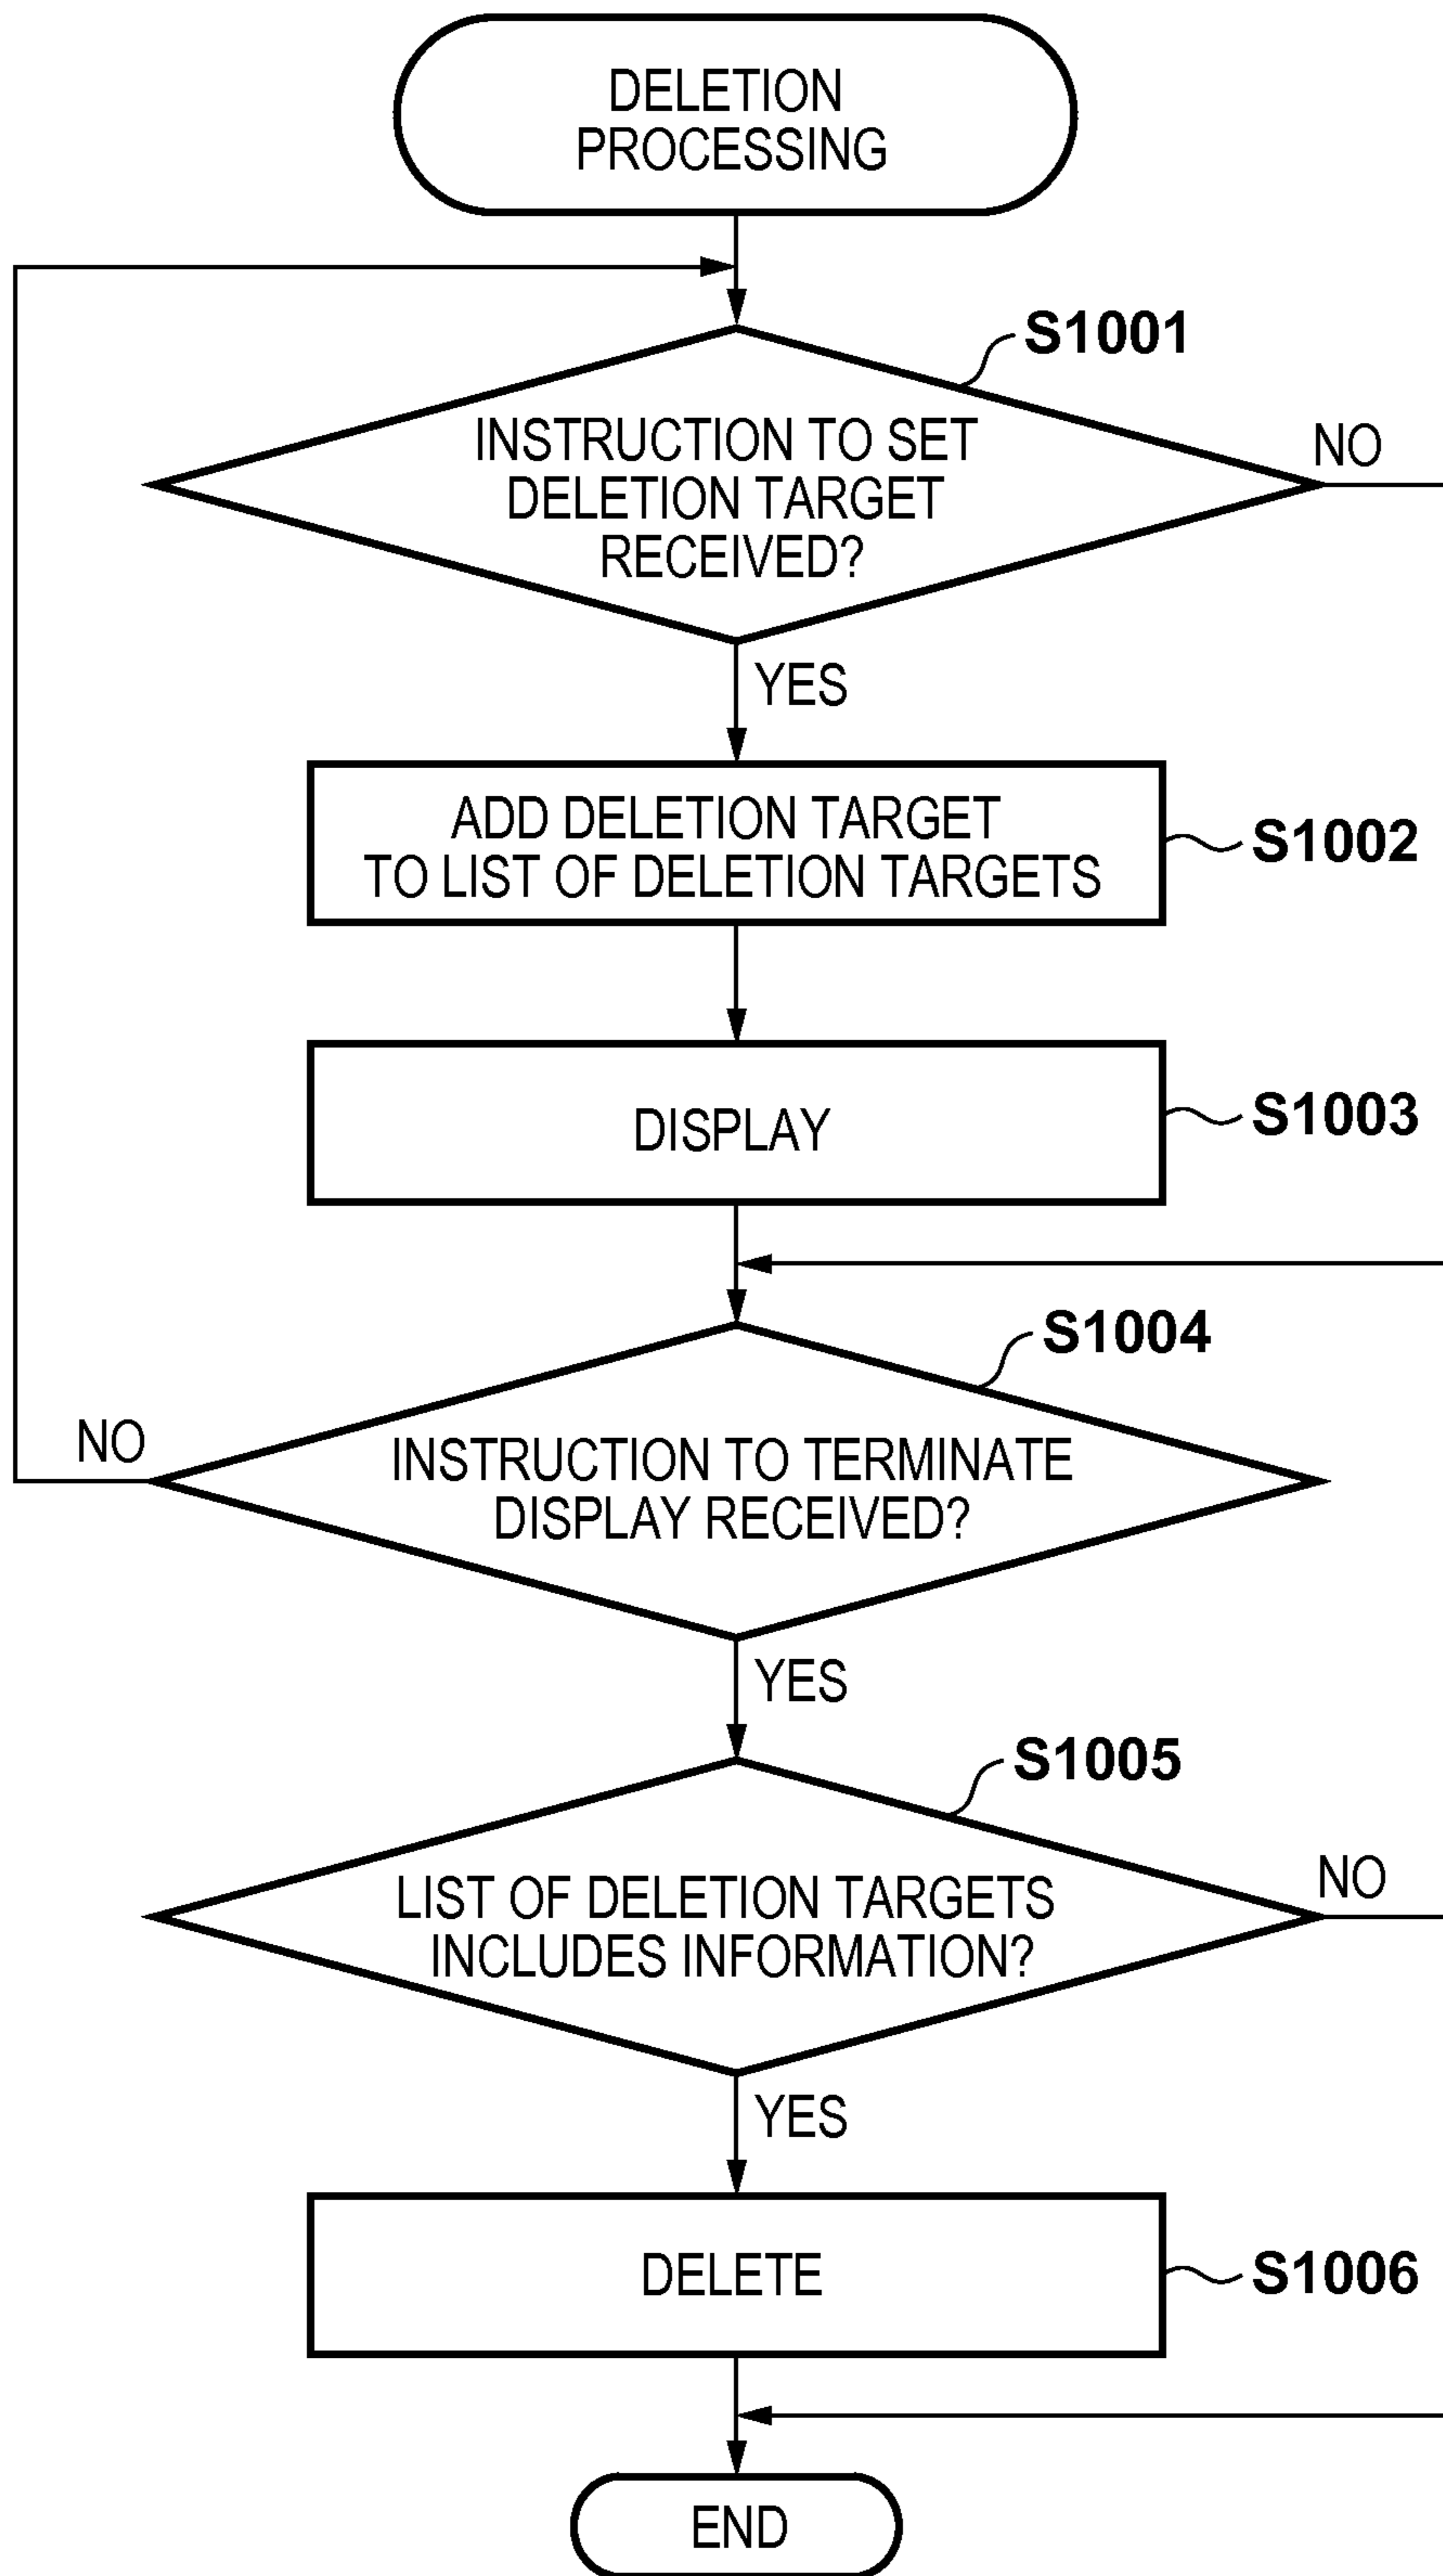 DELETION
PROCESSING
S1001
INSTRUCTION TO SET
DELETION TARGET
RECEIVED?
NO
YES
ADD DELETION TARGET
TO LIST OF DELETION TARGETS
S1002
DISPLAY
S1003
S1004
NO
INSTRUCTION TO TERMINATE
DISPLAY RECEIVED?
YES
S1005
LIST OF DELETION TARGETS
INCLUDES INFORMATION?
NO
YES
DELETE
S1006
END